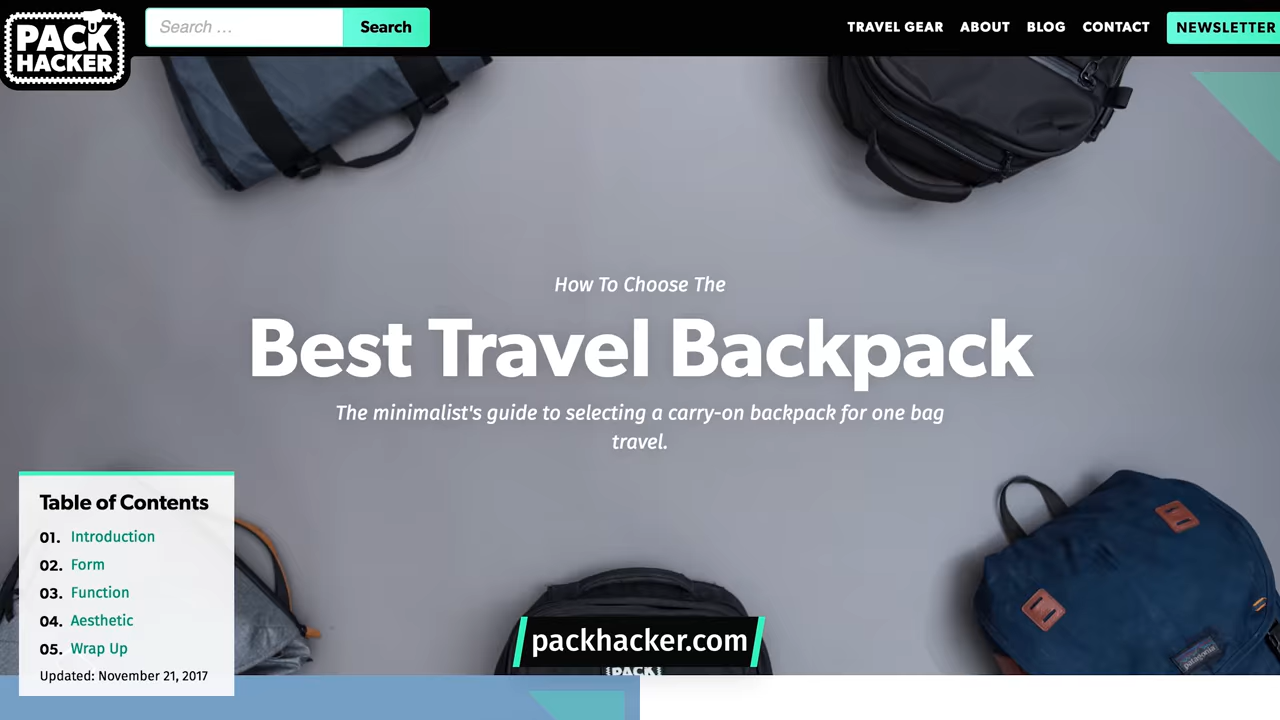 PACK
HACKER
Search ...
Search
TRAVEL GEAR
ABOUT
BLOG
CONTACT
NEWSLETTER
How To Choose The
Best Travel Backpack
The minimalist's guide to selecting a carry-on backpack for one bag
travel.
Table of Contents
01. Introduction
02. Form
03. Function
04. Aesthetic
05. Wrap Up
Updated: November 21, 2017
packhacker.com
PACK
patagonia